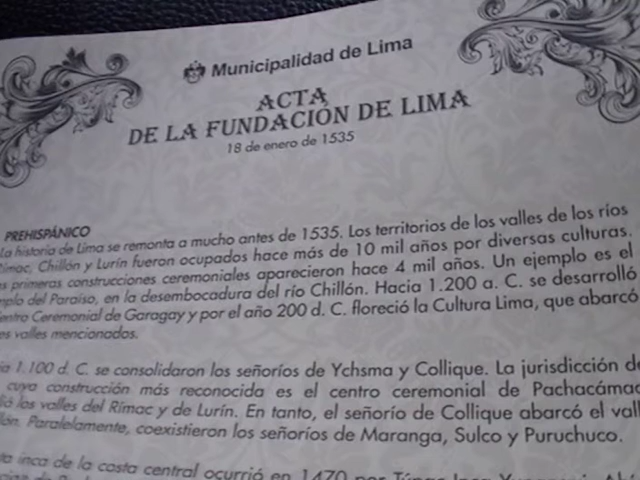 Municipalidad de Lima
ACTA
DE LA FUNDACIÓN DE LIMA
18 de enero de 1535
PREHISPÁNICO
La historia de Lima se remonta a mucho antes de 1535. Los territorios de los valles de los ríos
Rímac, Chillón y Lurín fueron ocupados hace más de 10 mil años por diversas culturas.
primeras construcciones ceremoniales aparecieron hace 4 mil años. Un ejemplo es el
del Paraíso, en la desembocadura del río Chillón. Hacia 1.200 a. C. se desarrolló
Ceremonial de Garagay y por el año 200 d. C. floreció la Cultura Lima, que abarcó
valles mencionados.
1.100 d. C. se consolidaron los señoríos de Ychsma y Collique. La jurisdicción
cuya construcción más reconocida es el centro ceremonial de Pachacámac
los valles del Rímac y de Lurín. En tanto, el señorío de Collique abarcó el
Paralelamente, coexistieron los señoríos de Maranga, Sulco y Puruchuco.
inca de la costa central ocurrió en 1470 por